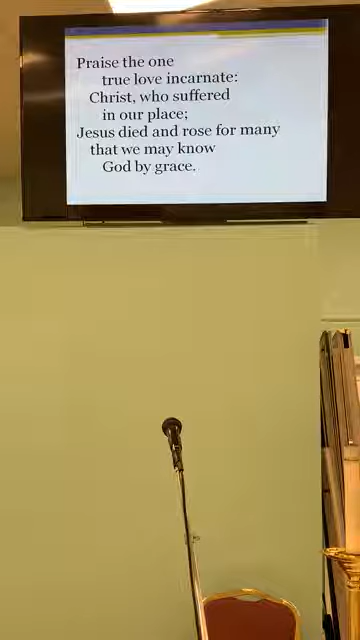 Praise the one
true love incarnate:
Christ, who suffered
in our place;
Jesus died and rose for many
that we may know
God by grace.